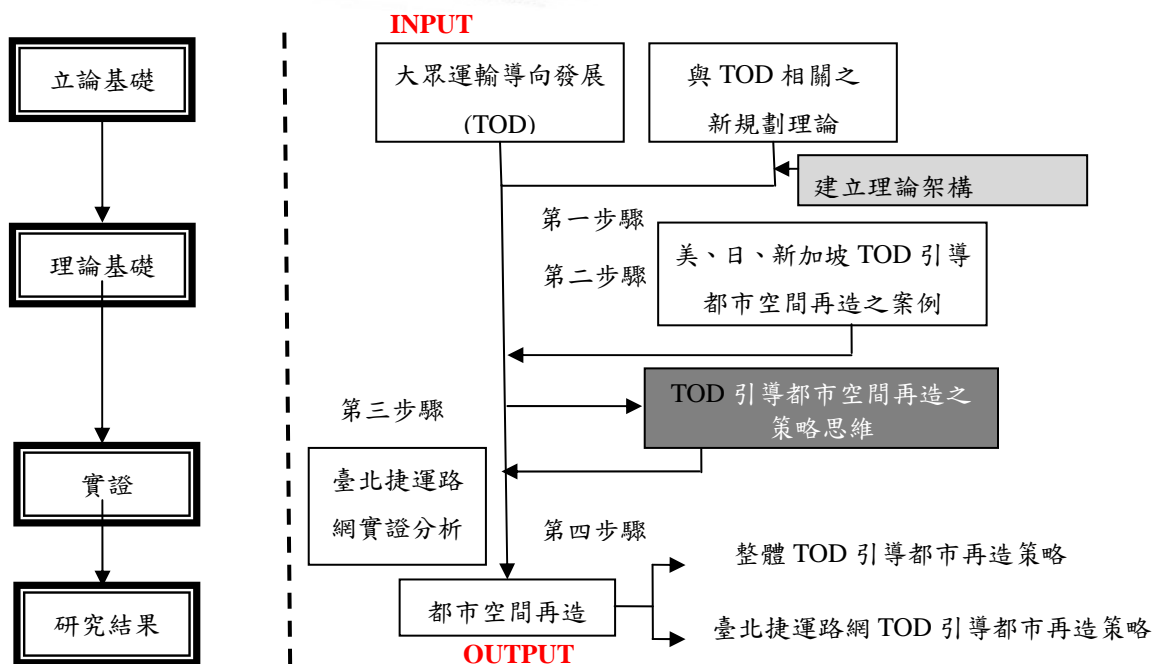 INPUT
立論基礎
大眾運輸導向發展
(TOD)
與 TOD 相關之
新規劃理論
建立理論架構
第一步驟
理論基礎
第二步驟
美、日、新加坡 TOD 引導
都市空間再造之案例
第三步驟
TOD 引導都市空間再造之
策略思維
實證
臺北捷運路
網實證分析
第四步驟
整體 TOD 引導都市再造策略
研究結果
都市空間再造
臺北捷運路網 TOD 引導都市再造策略
OUTPUT